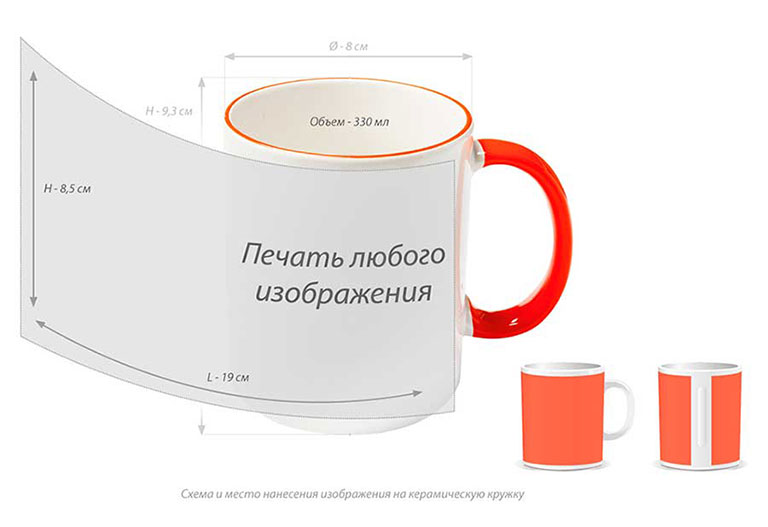 Ø - 8 см
H - 9,3 см
Объем - 330 мл
H - 8,5 см
Печать любого
изображения
L - 19 см
Схема и место нанесения изображения на керамическую кружку